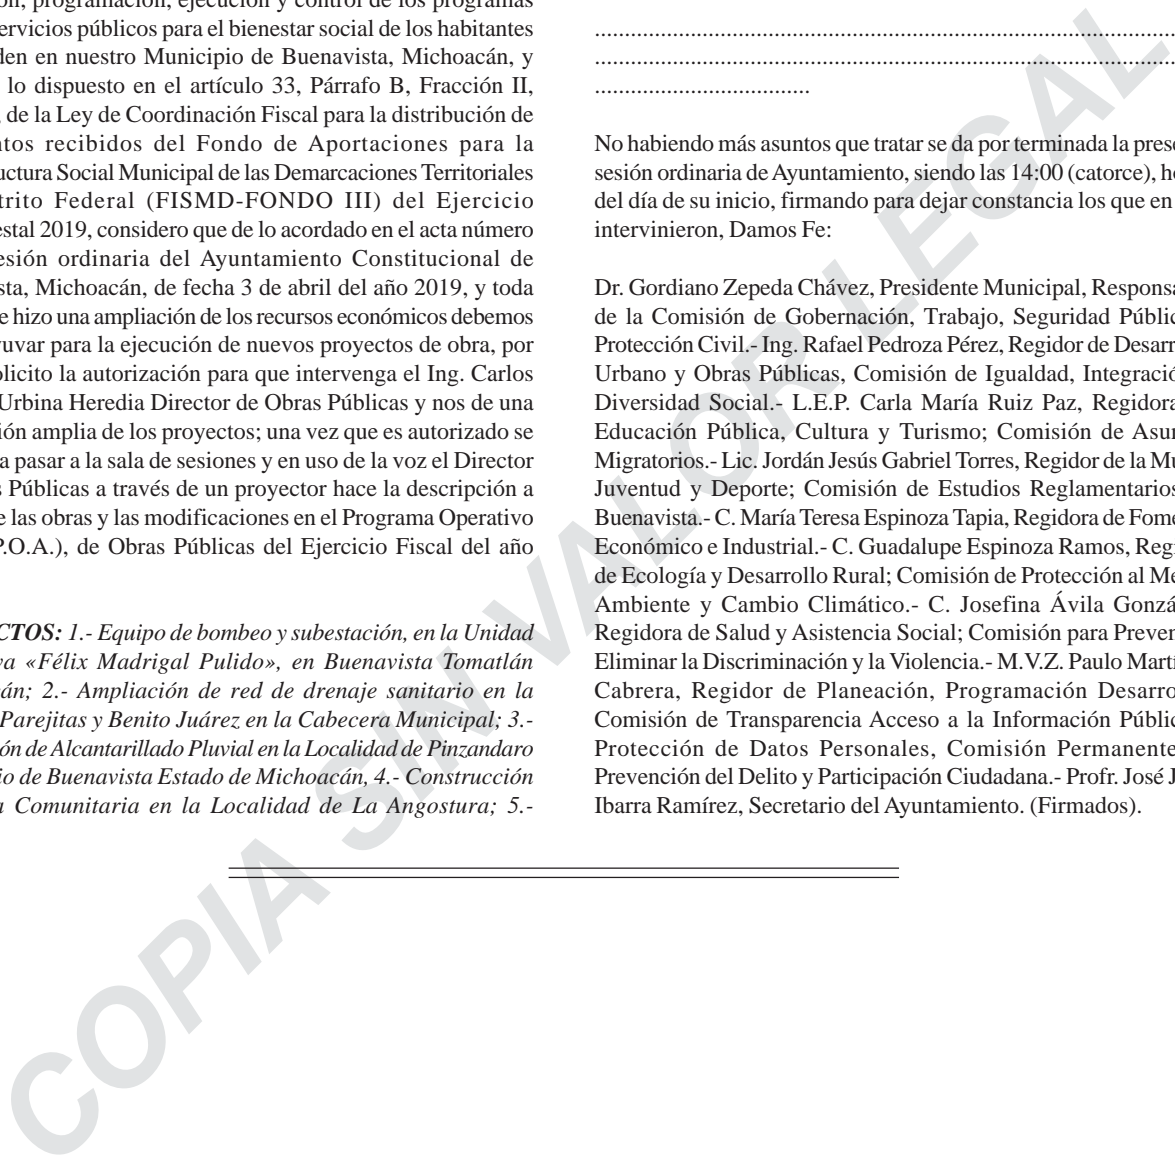 ón, programación, ejecución y control de los programas
ervicios públicos para el bienestar social de los habitantes
den en nuestro Municipio de Buenavista, Michoacán, y
lo dispuesto en el artículo 33, Párrafo B, Fracción II,
, de la Ley de Coordinación Fiscal para la distribución de
ntos recibidos del Fondo de Aportaciones para la
uctura Social Municipal de las Demarcaciones Territoriales
trito Federal (FISMD-FONDO III) del Ejercicio
estal 2019, considero que de lo acordado en el acta número
esión ordinaria del Ayuntamiento Constitucional de
sta, Michoacán, de fecha 3 de abril del año 2019, y toda
e hizo una ampliación de los recursos económicos debemos
yuvar para la ejecución de nuevos proyectos de obra, por
olicito la autorización para que intervenga el Ing. Carlos
Urbina Heredia Director de Obras Públicas y nos de una
ión amplia de los proyectos; una vez que es autorizado se
a pasar a la sala de sesiones y en uso de la voz el Director
s Públicas a través de un proyector hace la descripción a
e las obras y las modificaciones en el Programa Operativo
P.O.A.), de Obras Públicas del Ejercicio Fiscal del año
CTOS: 1.- Equipo de bombeo y subestación, en la Unidad
va «Félix Madrigal Pulido», en Buenavista Tomatlán
cán; 2.- Ampliación de red de drenaje sanitario en la
Parejitas y Benito Juárez en la Cabecera Municipal; 3.-
ón de Alcantarillado Pluvial en la Localidad de Pinzandaro
io de Buenavista Estado de Michoacán, 4.- Construcción
a Comunitaria en la Localidad de La Angostura; 5.-
...................................................................................
...................................................................................
...............................
No habiendo más asuntos que tratar se da por terminada la prese
sesión ordinaria de Ayuntamiento, siendo las 14:00 (catorce), ho
del día de su inicio, firmando para dejar constancia los que en
intervinieron, Damos Fe:
Dr. Gordiano Zepeda Chávez, Presidente Municipal, Responsa
de la Comisión de Gobernación, Trabajo, Seguridad Públic
Protección Civil.- Ing. Rafael Pedroza Pérez, Regidor de Desarr
Urbano y Obras Públicas, Comisión de Igualdad, Integració
Diversidad Social.- L.E.P. Carla María Ruiz Paz, Regidora
Educación Pública, Cultura y Turismo; Comisión de Asun
Migratorios.- Lic. Jordán Jesús Gabriel Torres, Regidor de la Mu
Juventud y Deporte; Comisión de Estudios Reglamentarios
Buenavista.- C. María Teresa Espinoza Tapia, Regidora de Fome
Económico e Industrial.- C. Guadalupe Espinoza Ramos, Regi
de Ecología y Desarrollo Rural; Comisión de Protección al Me
Ambiente y Cambio Climático.- C. Josefina Ávila Gonzá
Regidora de Salud y Asistencia Social; Comisión para Preven
Eliminar la Discriminación y la Violencia.- M.V.Z. Paulo Martí
Cabrera, Regidor de Planeación, Programación Desarro
Comisión de Transparencia Acceso a la Información Públic
Protección de Datos Personales, Comisión Permanente
Prevención del Delito y Participación Ciudadana.- Profr. José J
Ibarra Ramírez, Secretario del Ayuntamiento. (Firmados).
COPIA SIN VALOR LEGAL